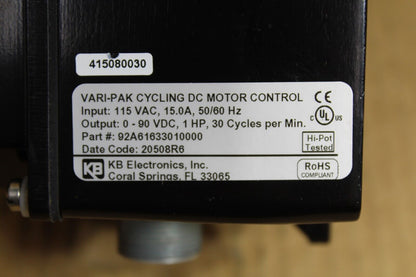 415080030
VARI-PAK CYCLING DC MOTOR CONTROL
Input: 115 VAC, 15.0A, 50/60 Hz
Output: 0 - 90 VDC, 1 HP, 30 Cycles per Min.
Part #: 92A61633010000
Date Code: 20508R6
KB
KB Electronics, Inc.
Coral Springs, FL 33065
CE
C UL US
Hi-Pot
Tested
RoHS
COMPLIANT